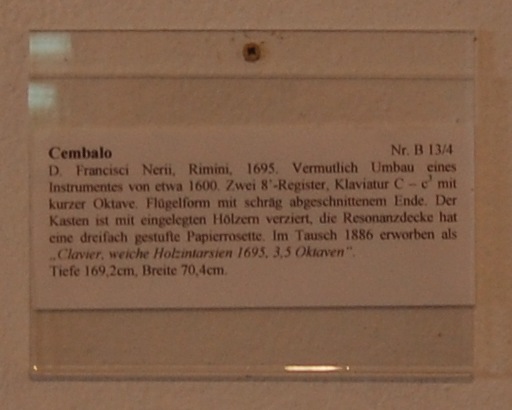 Cembalo Nr. B 13/4
D. Francisci Nerii, Rimini, 1695. Vermutlich Umbau eines
Instrumentes von etwa 1600. Zwei 8'-Register, Klaviatur C – c³ mit
kurzer Oktave. Flügelform mit schräg abgeschnittenem Ende. Der
Kasten ist mit eingelegten Hölzern verziert, die Resonanzdecke hat
eine dreifach gestufte Papierrosette. Im Tausch 1886 erworben als
„Clavier, weiche Holzintarsien 1695, 3,5 Oktaven".
Tiefe 169,2cm, Breite 70,4cm.